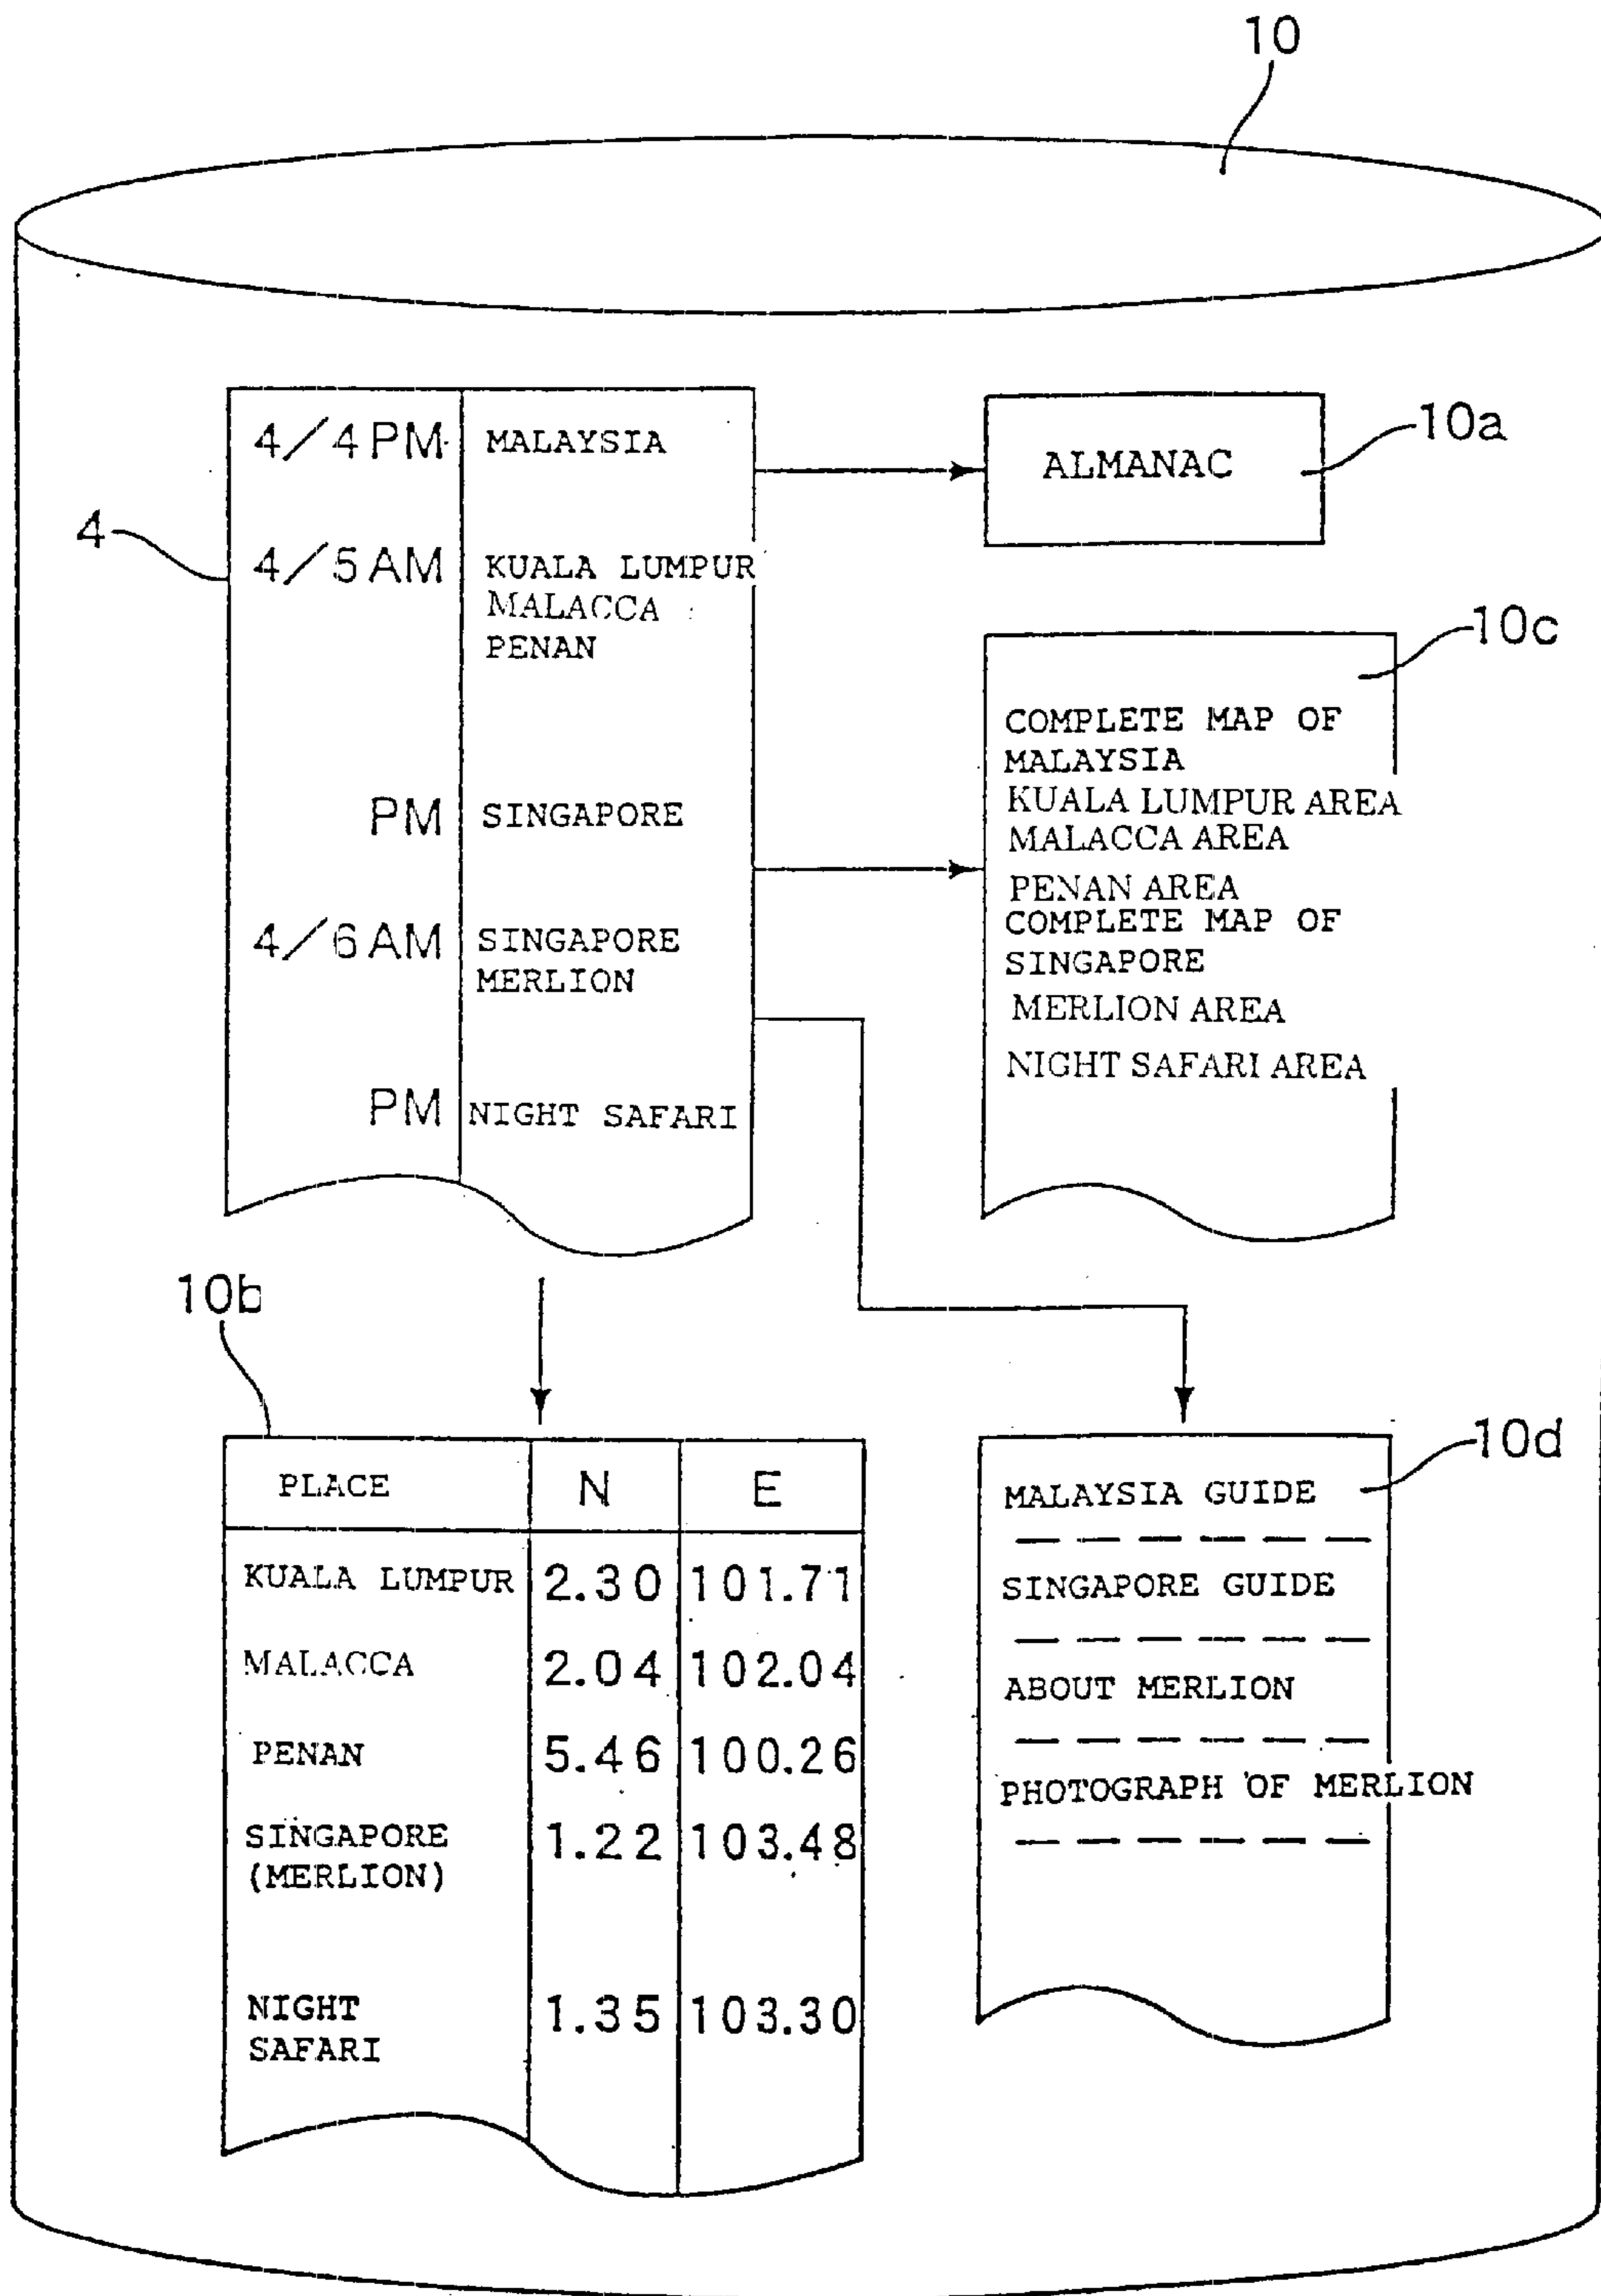 10
4/4 PM MALAYSIA
4
4/5 AM KUALA LUMPUR
MALACCA
PENAN
PM SINGAPORE
4/6 AM SINGAPORE
MERLION
PM NIGHT SAFARI
10a
ALMANAC
10c
COMPLETE MAP OF
MALAYSIA
KUALA LUMPUR AREA
MALACCA AREA
PENAN AREA
COMPLETE MAP OF
SINGAPORE
MERLION AREA
NIGHT SAFARI AREA
10b
PLACE N E
KUALA LUMPUR 2.30 101.71
MALACCA 2.04 102.04
PENAN 5.46 100.26
SINGAPORE 1.22 103.48
(MERLION)
NIGHT 1.35 103.30
SAFARI
10d
MALAYSIA GUIDE
SINGAPORE GUIDE
ABOUT MERLION
PHOTOGRAPH OF MERLION